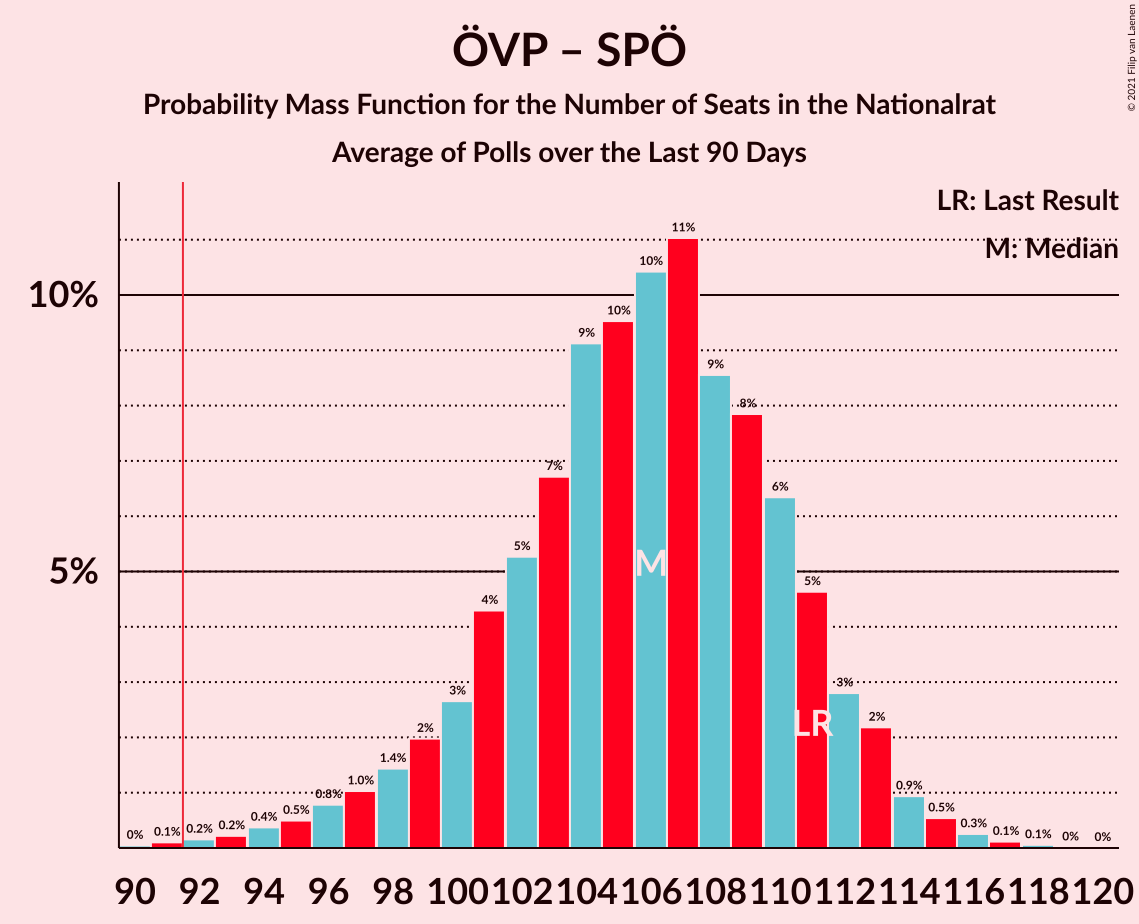 ÖVP – SPÖ
Probability Mass Function for the Number of Seats in the Nationalrat
Average of Polls over the Last 90 Days
© 2021 Filip van Laenen
LR: Last Result
M: Median
10%
5%
0% 0.1% 0.2% 0.2% 0.4% 0.5% 0.8% 1.0% 1.4% 2% 3% 4% 5% 7% 9% 10% 10% 11% 9% 8% 6% 5% 3% 2% 0.9% 0.5% 0.3% 0.1% 0.1% 0% 0%
M
LR
90 92 94 96 98 100 102 104 106 108 110 112 114 116 118 120